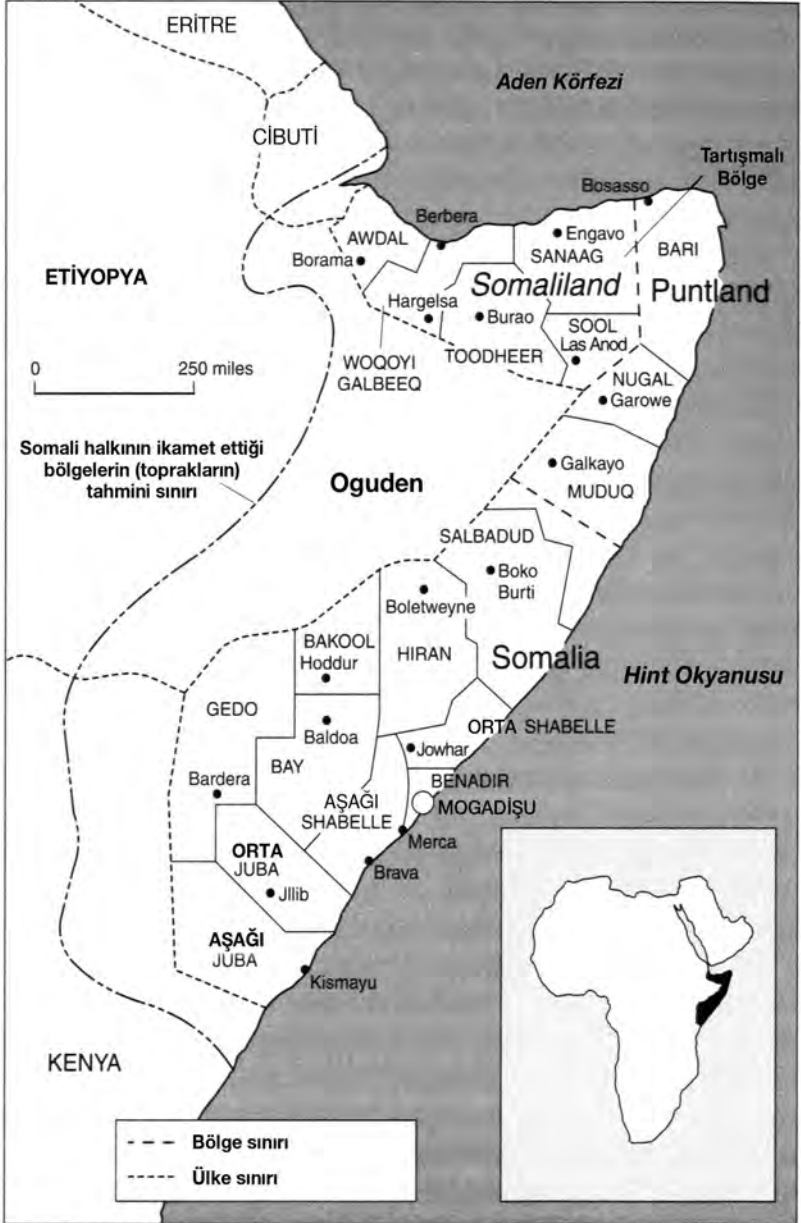 ERİTRE
Aden Körfezi
CİBUTİ
Tartışmalı
Bölge
Bosasso
Berbera
AWDAL
Engavo
Borama
SANAAG
BARI
ETİYOPYA
Somaliland
Puntland
Hargelsa
Burao
SOOL
Las Anod
0 250 miles
WOQOYI
GALBEEQ
TOODHEER
NUGAL
Garowe
Somali halkının ikamet ettiği
bölgelerin (toprakların)
tahmini sınırı
Oguden
Galkayo
MUDUQ
SALBADUD
Boko
Burti
Boletweyne
BAKOOL
Hoddur
HIRAN
Somalia
Hint Okyanusu
GEDO
ORTA SHABELLE
Baldoa
Jowhar
BAY
Bardera
BENADIR
AŞAĞI
SHABELLE
MOGADİŞU
Merca
ORTA
JUBA
Brava
Jllib
AŞAĞI
JUBA
Kismayu
KENYA
Bölge sınırı
Ülke sınırı